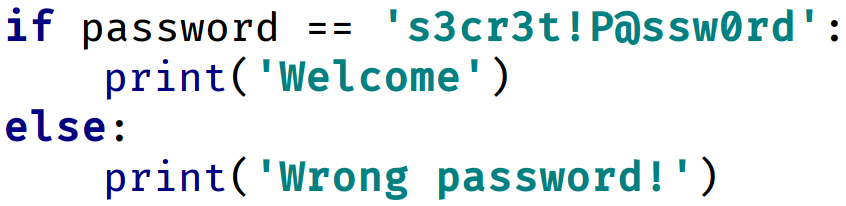 if password == 's3cr3t!P@ssw0rd':
    print('Welcome')
else:
    print('Wrong password!')